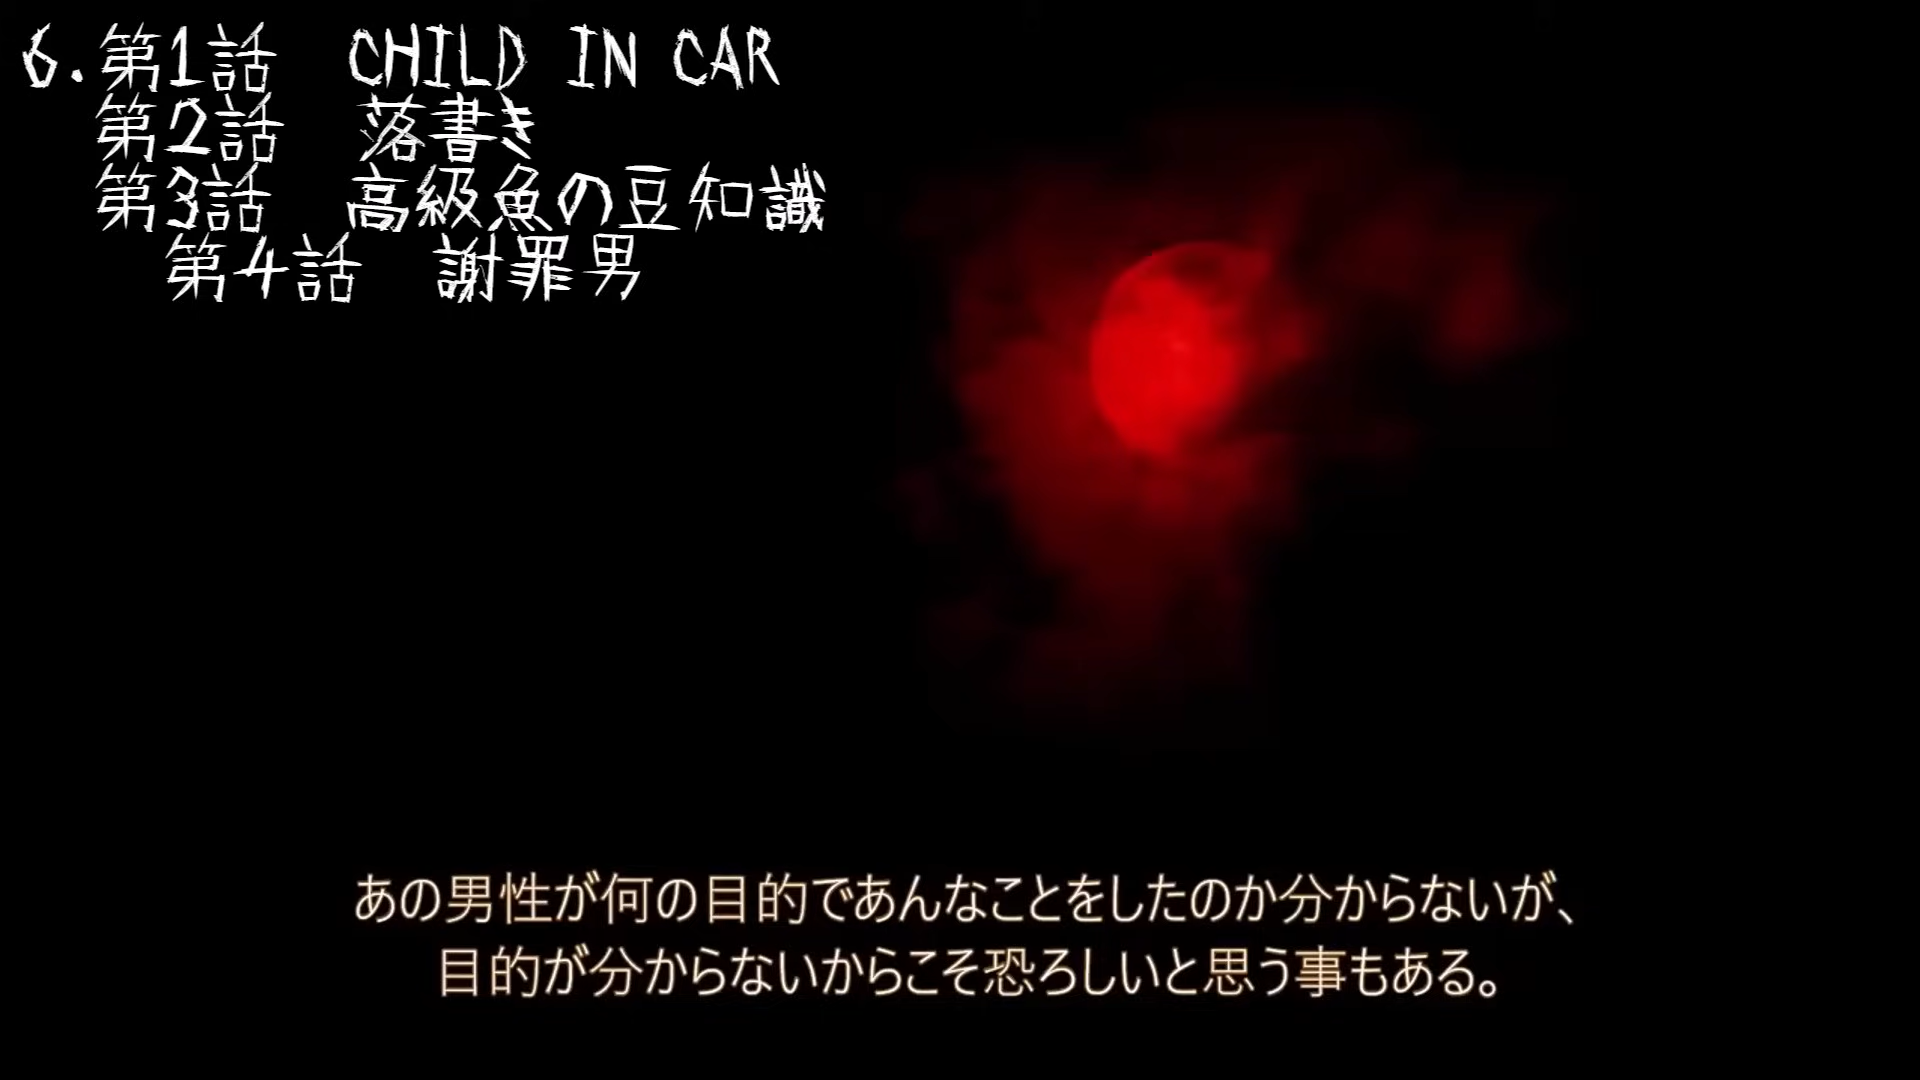 6.第1話　CHILD IN CAR
第2話　落書き
第3話　高級魚の豆知識
第4話　謝罪男
あの男性が何の目的であんなことをしたのか分からないが、
目的が分からないからこそ恐ろしいと思う事もある。